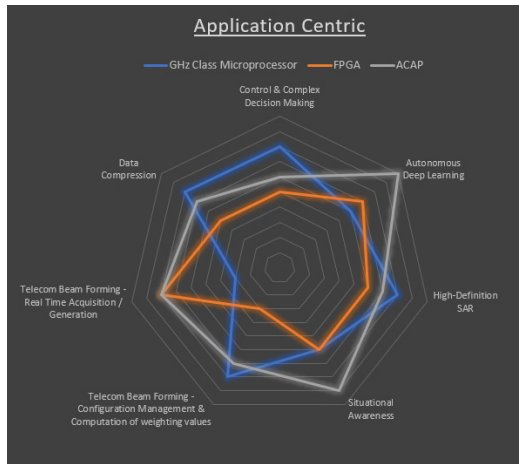 Application Centric
GHz Class Microprocessor FPGA ACAP
Control & Complex
Decision Making
Data
Compression
Autonomous
Deep Learning
Telecom Beam Forming -
Real Time Acquisition /
Generation
High-Definition
SAR
Telecom Beam Forming -
Configuration Management &
Computation of weighting values
Situational
Awareness